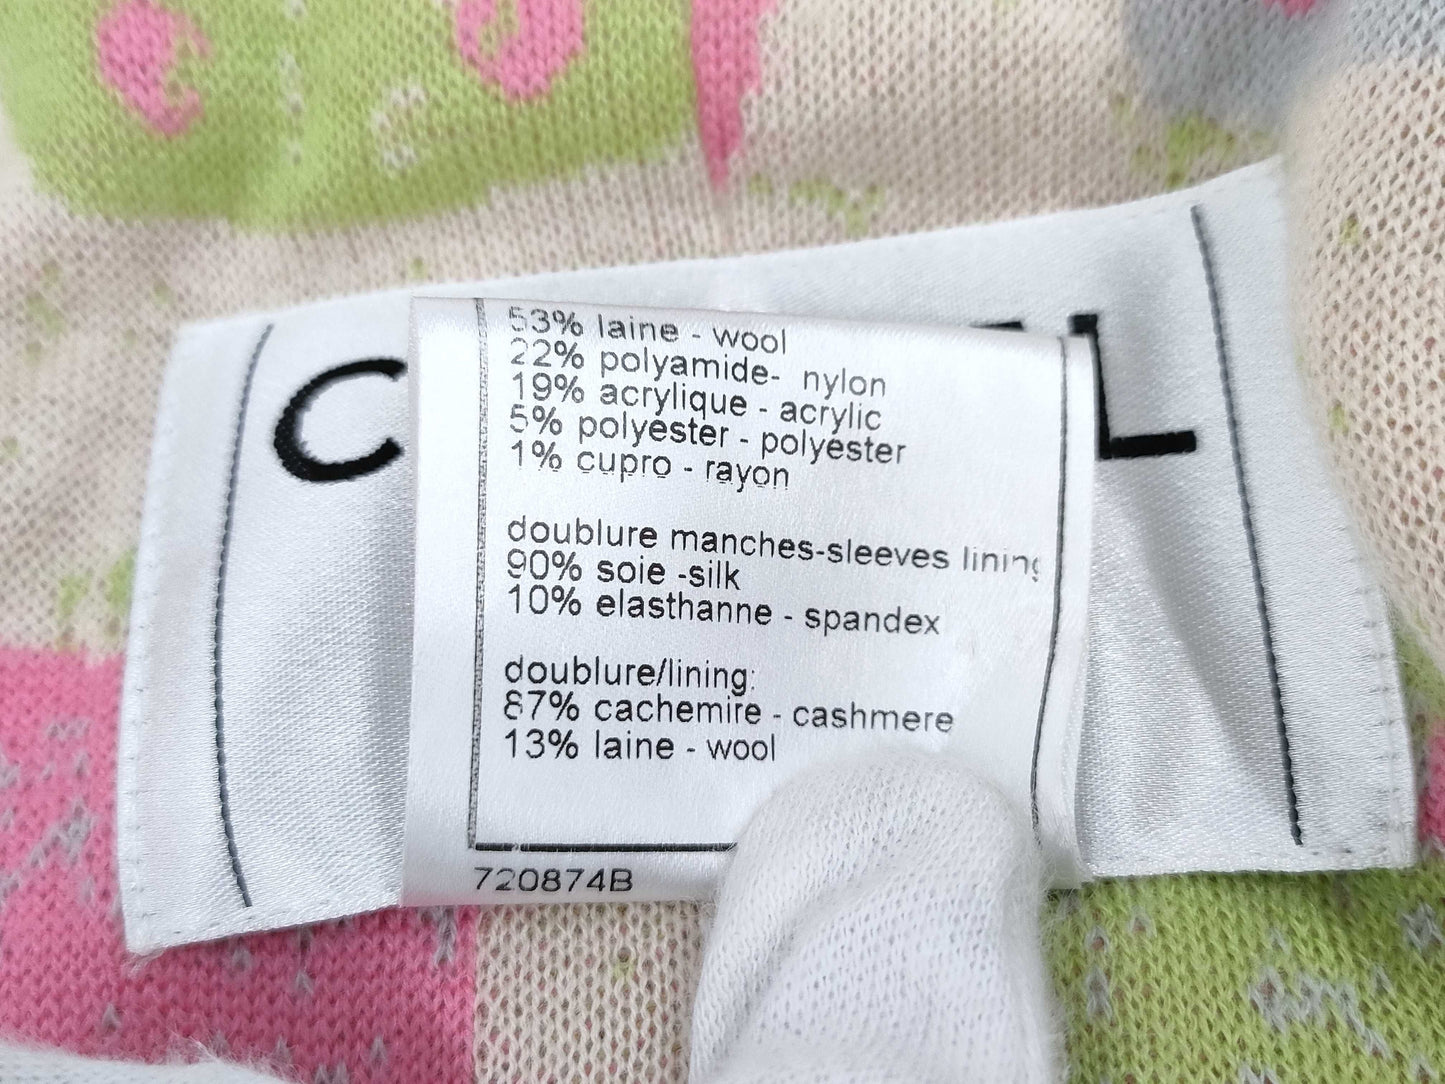 C L
53% laine - wool
22% polyamide- nylon
19% acrylique - acrylic
5% polyester - polyester
1% cupro - rayon
doublure manches-sleeves lining
90% soie -silk
10% elasthanne - spandex
doublure/lining:
87% cachemire - cashmere
13% laine - wool
720874B